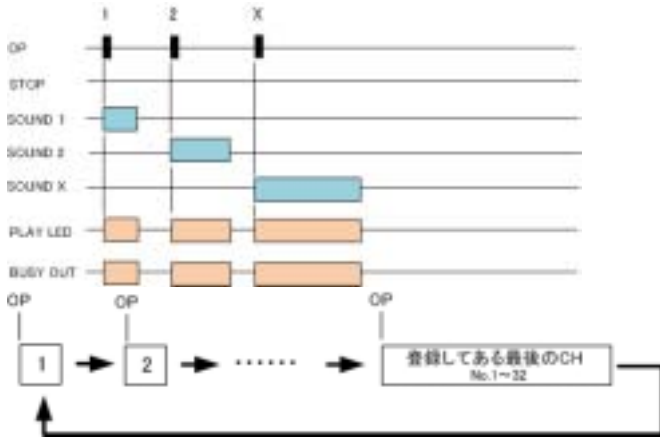 1 2 X
OP
STOP
SOUND 1
SOUND 2
SOUND X
PLAY LED
BUSY OUT
OP OP OP
1 2 ・・・・・・ 登録してある最後のCH
No.1～32